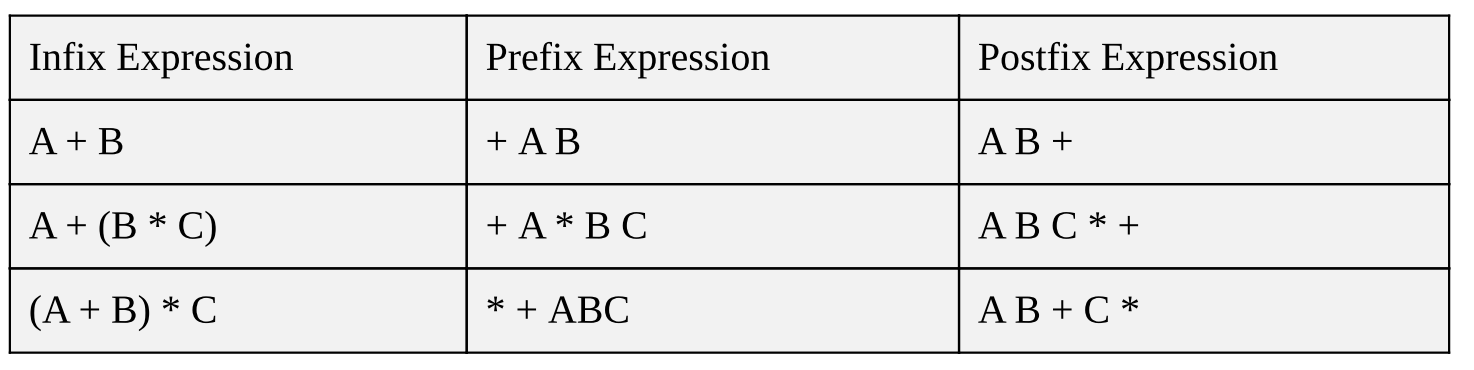 Infix Expression Prefix Expression Postfix Expression
A + B + A B A B +
A + (B * C) + A * B C A B C * +
(A + B) * C * + ABC A B + C *